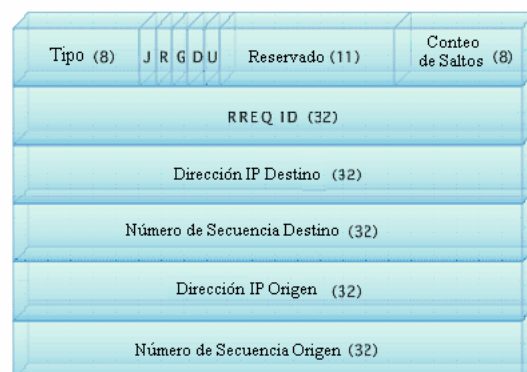 Tipo (8) J R G D U Reservado (11) Conteo de Saltos (8)
RREQ ID (32)
Dirección IP Destino (32)
Número de Secuencia Destino (32)
Dirección IP Origen (32)
Número de Secuencia Origen (32)